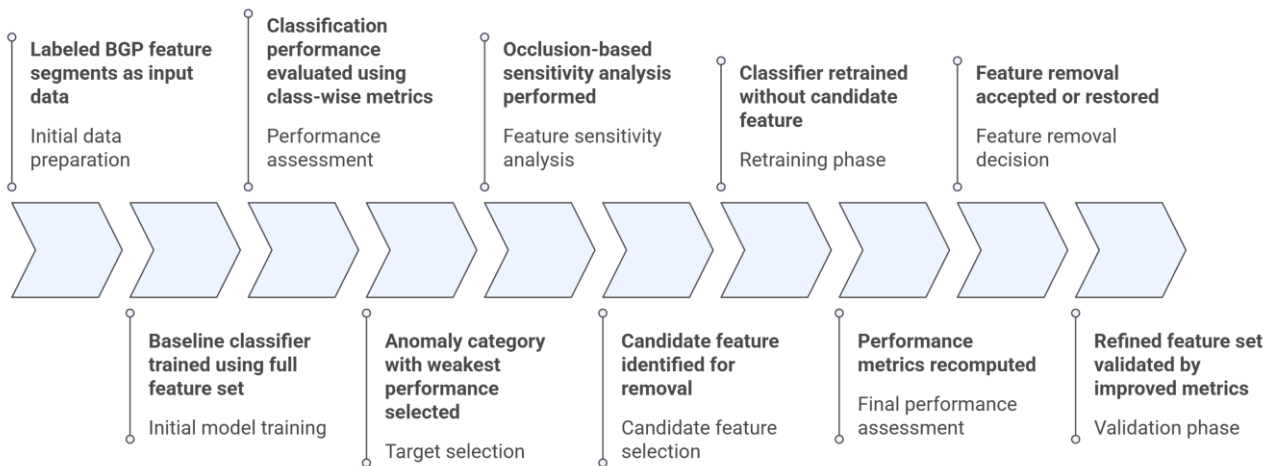 Labeled BGP feature
segments as input
data
Initial data
preparation
Baseline classifier
trained using full
feature set
Initial model training
Classification
performance
evaluated using
class-wise metrics
Performance
assessment
Anomaly category
with weakest
performance
selected
Target selection
Occlusion-based
sensitivity analysis
performed
Feature sensitivity
analysis
Candidate feature
identified for
removal
Candidate feature
selection
Classifier retrained
without candidate
feature
Retraining phase
Performance
metrics recomputed
Final performance
assessment
Feature removal
accepted or restored
Feature removal
decision
Refined feature set
validated by
improved metrics
Validation phase